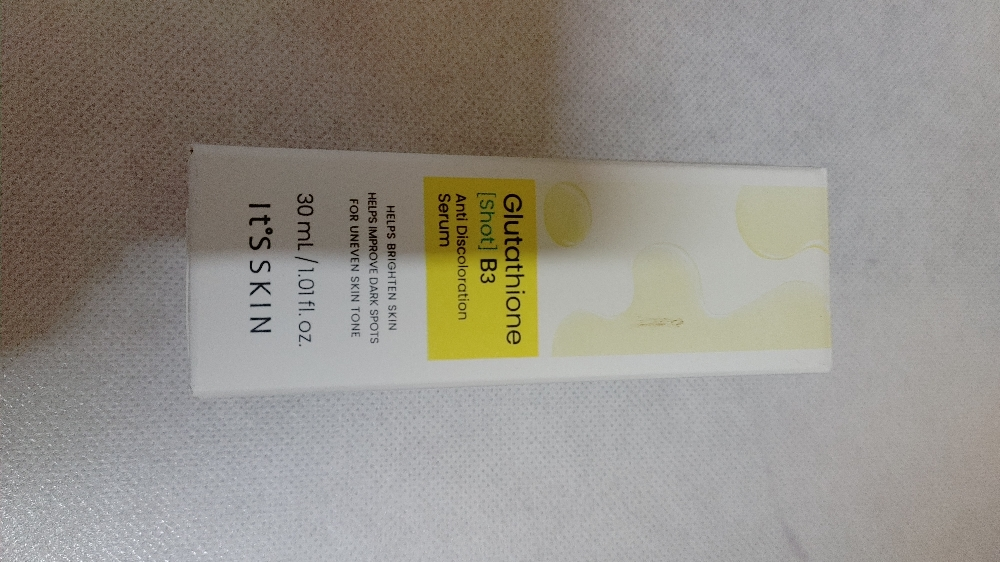 Glutathione
[Shot] B3
Anti Discoloration
Serum
HELPS BRIGHTEN SKIN
HELPS IMPROVE DARK SPOTS
FOR UNEVEN SKIN TONE
30 mL / 1.01 fl. oz.
It's SKIN